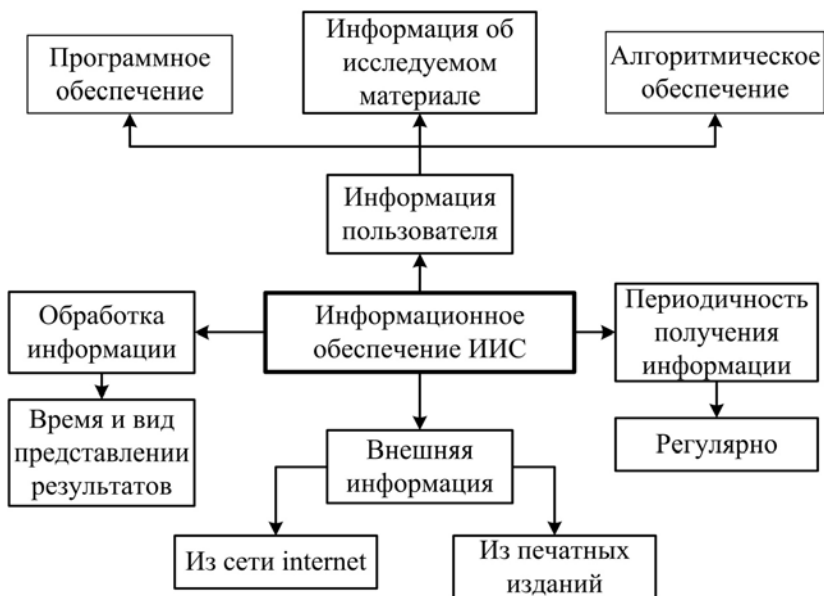 Программное
обеспечение
Информация об
исследуемом
материале
Алгоритмическое
обеспечение
Информация
пользователя
Обработка
информации
Информационное
обеспечение ИИС
Периодичность
получения
информации
Время и вид
представлении
результатов
Внешняя
информация
Регулярно
Из сети internet
Из печатных
изданий